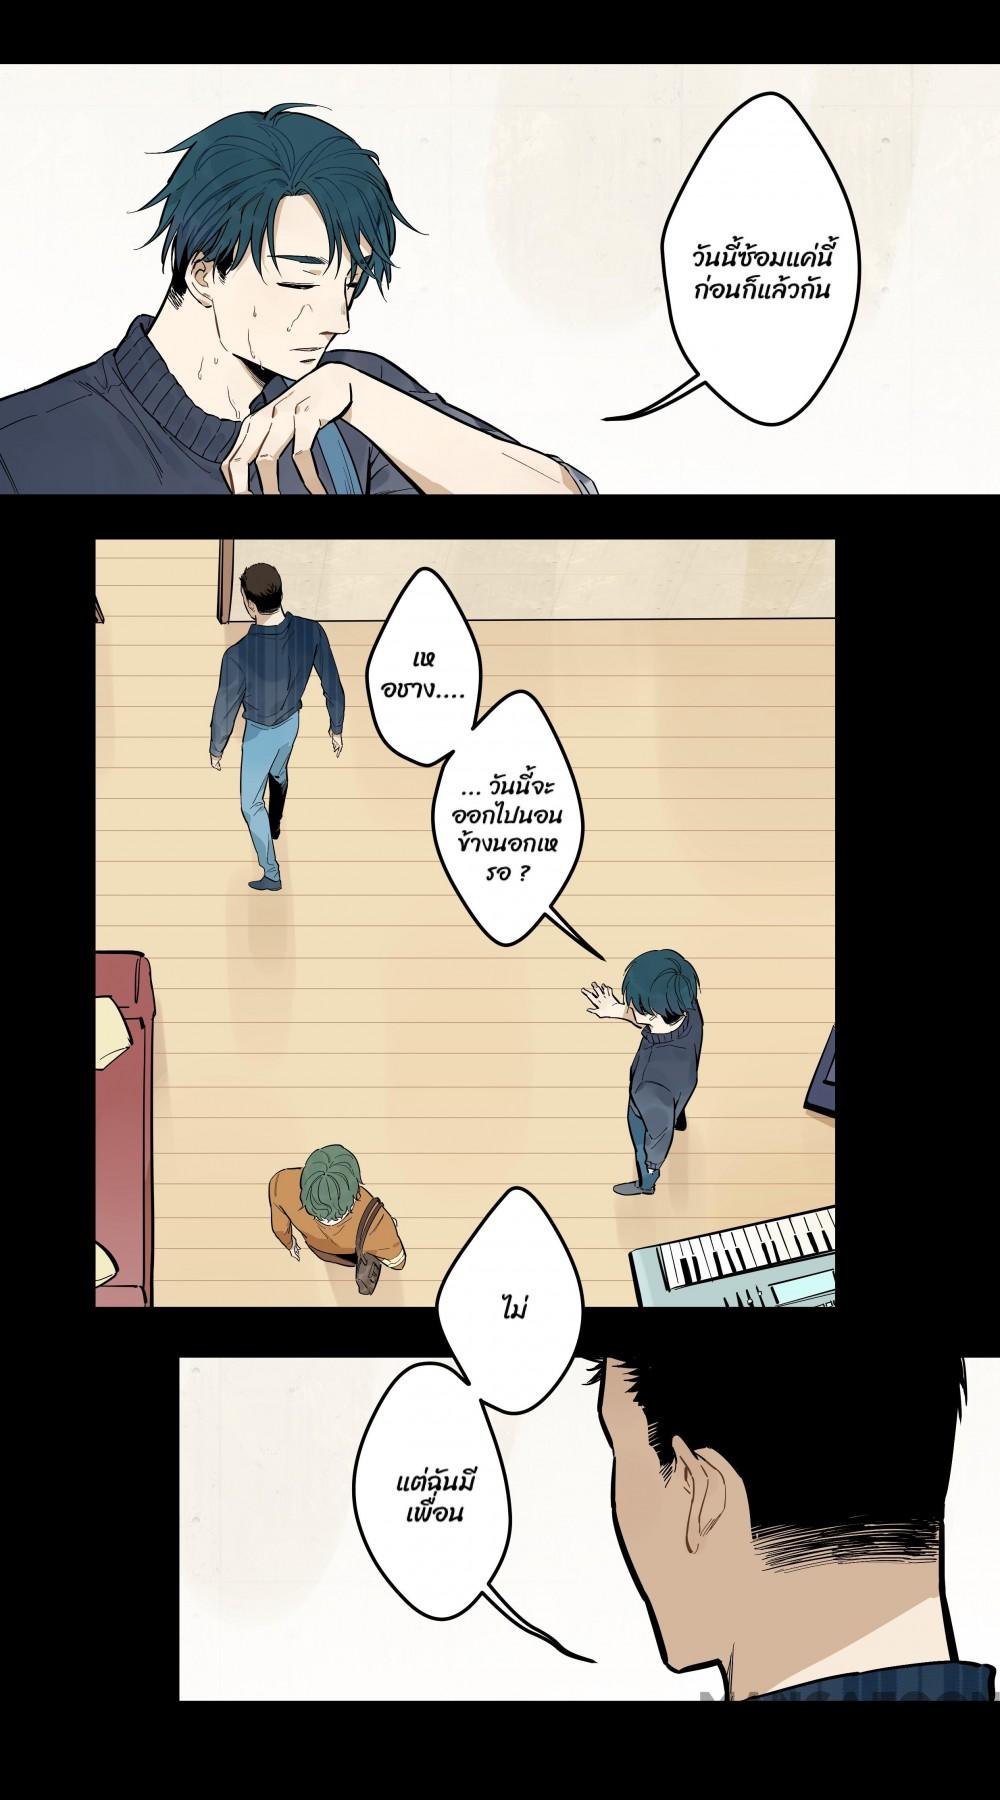 วันนี้ซ้อมแค่นี้
ก่อนก็แล้วกัน
เห
อชาง....
... วันนี้จะ
ออกไปนอน
ข้างนอกเห
รอ ?
ไม่
แต่ฉันมี
เพื่อน
MANGATOON